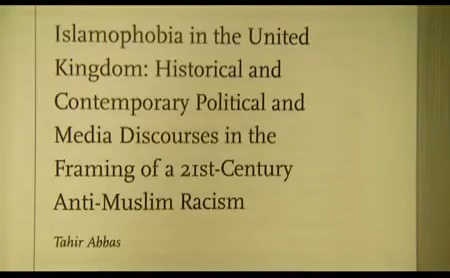 Islamophobia in the United
Kingdom: Historical and
Contemporary Political and
Media Discourses in the
Framing of a 21st-Century
Anti-Muslim Racism
Tahir Abbas